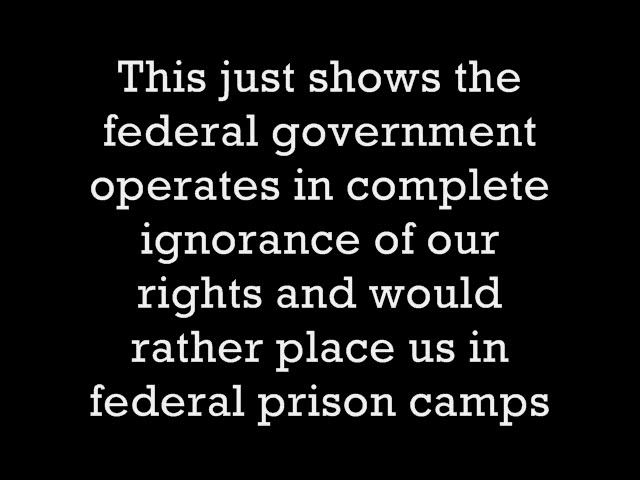 This just shows the
federal government
operates in complete
ignorance of our
rights and would
rather place us in
federal prison camps